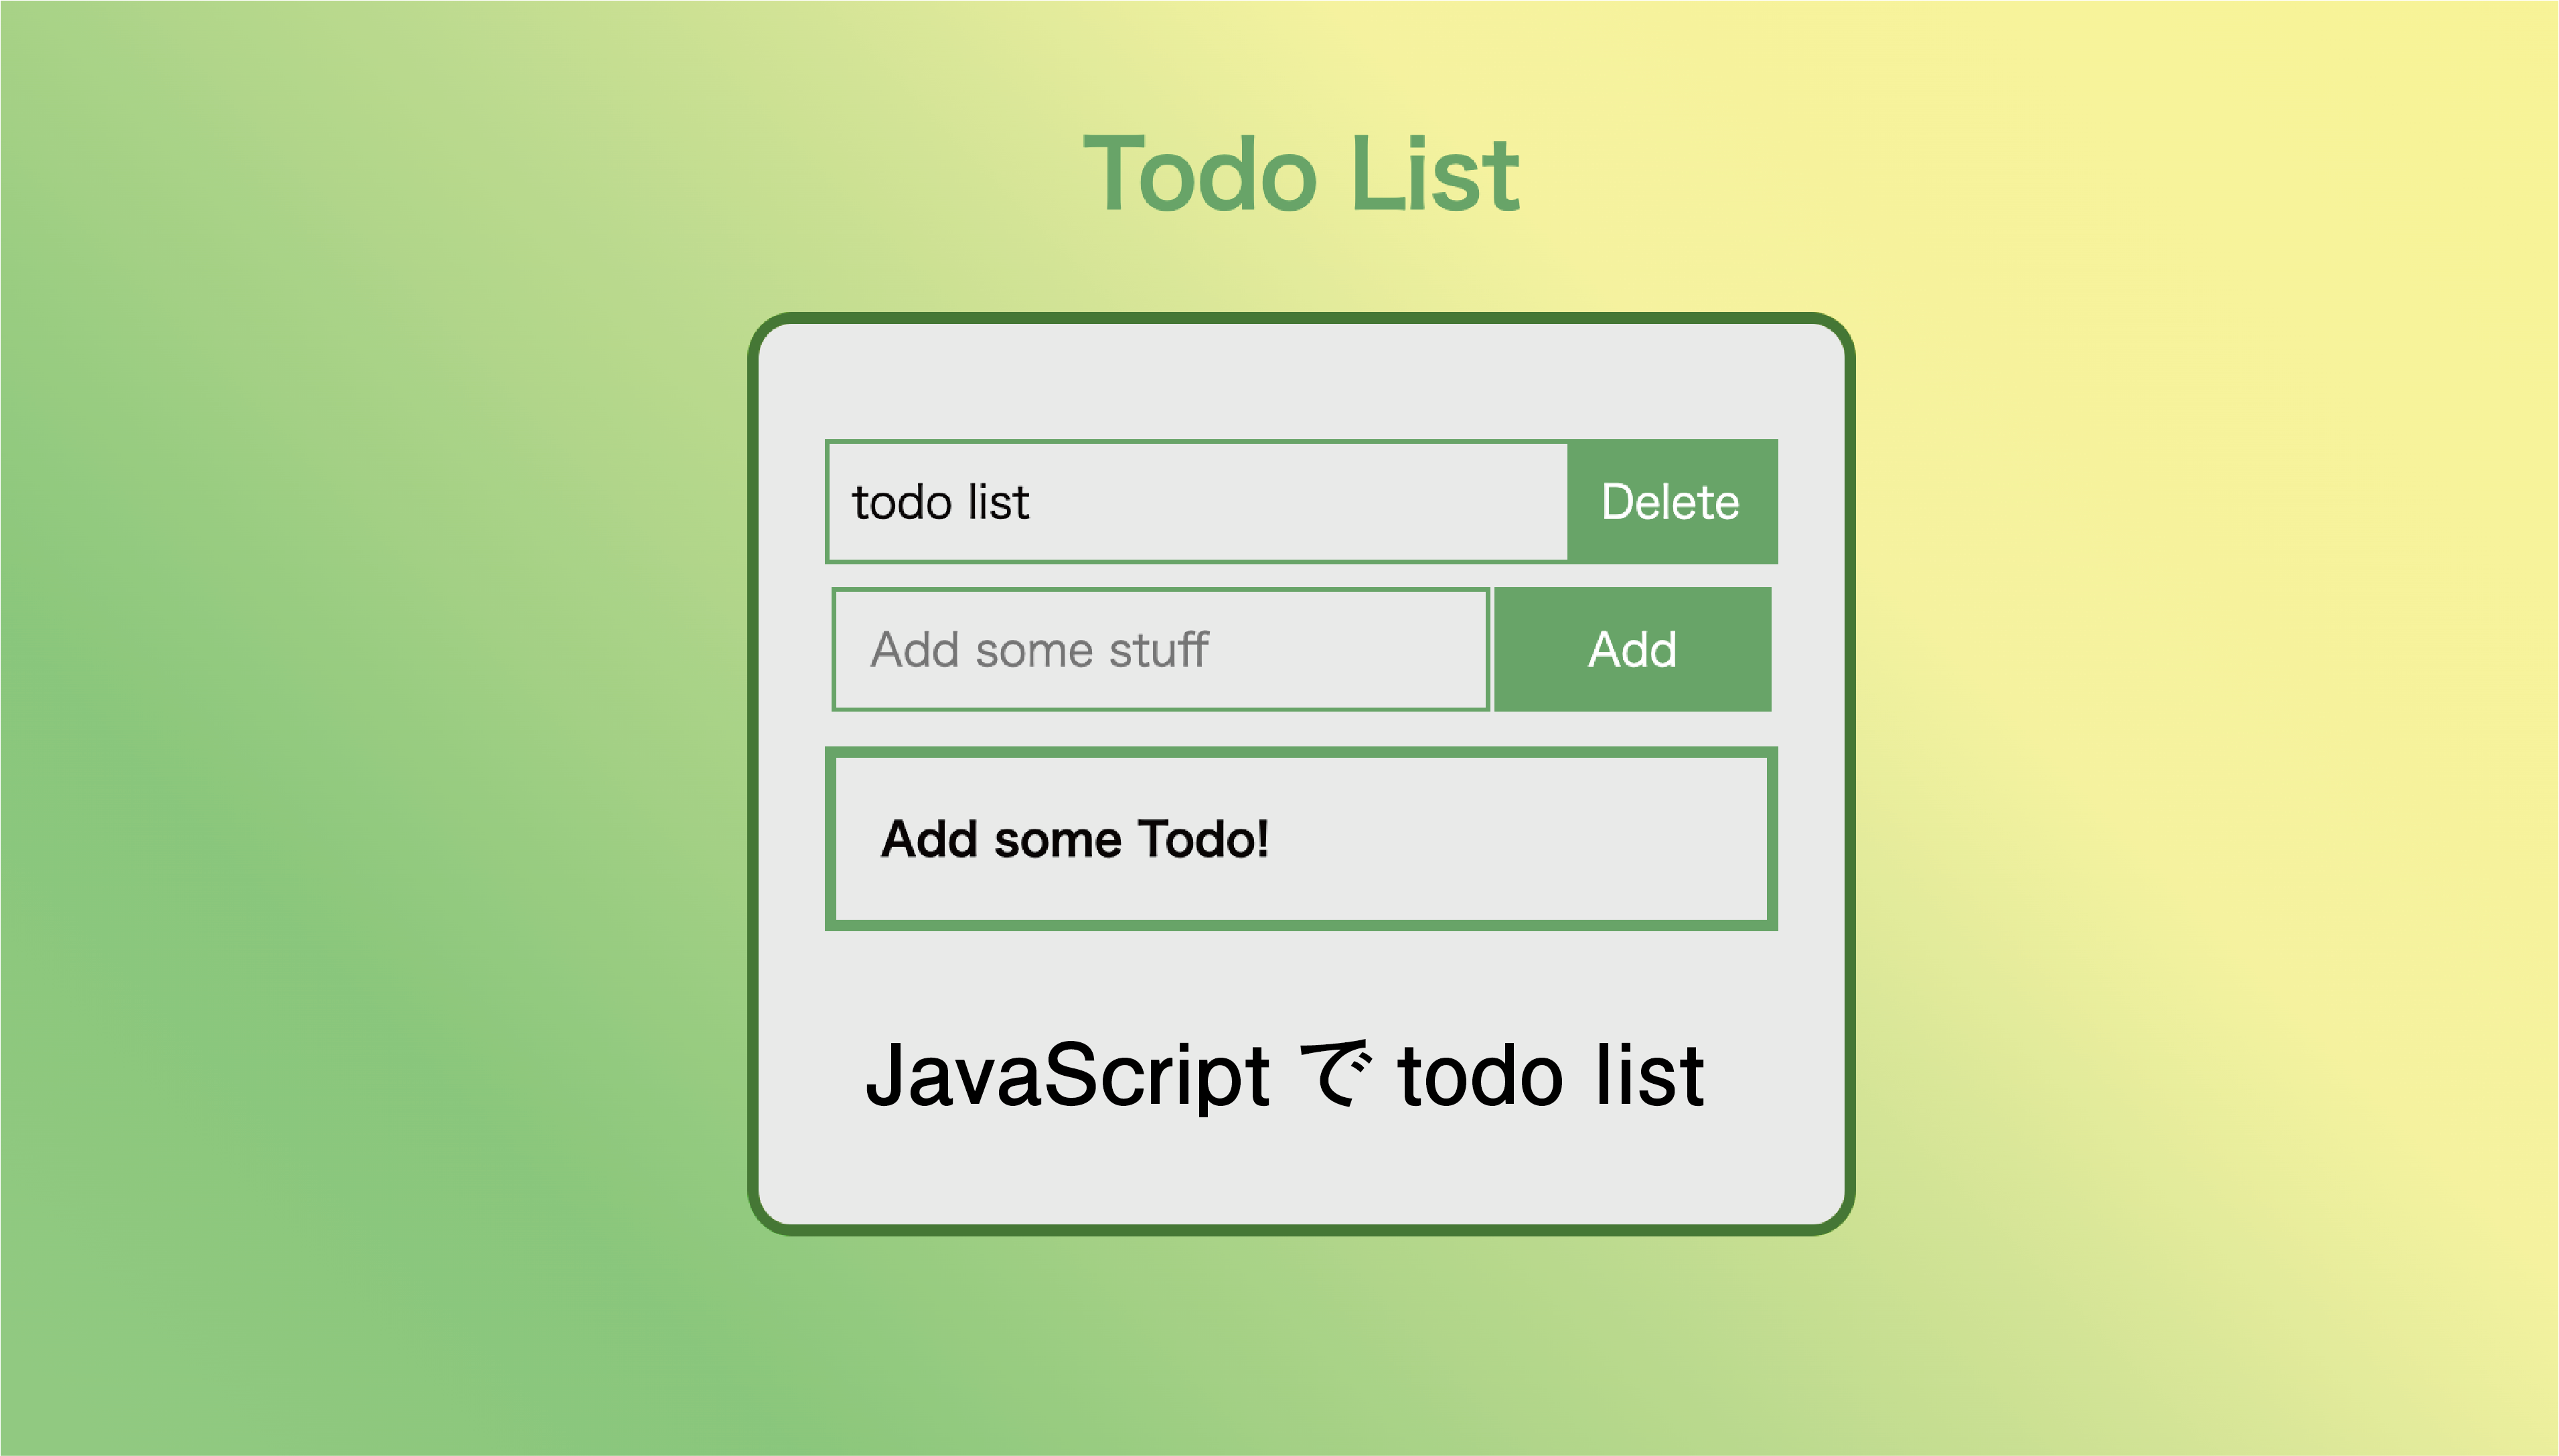 Todo List
todo list Delete
Add some stuff Add
Add some Todo!
JavaScript で todo list